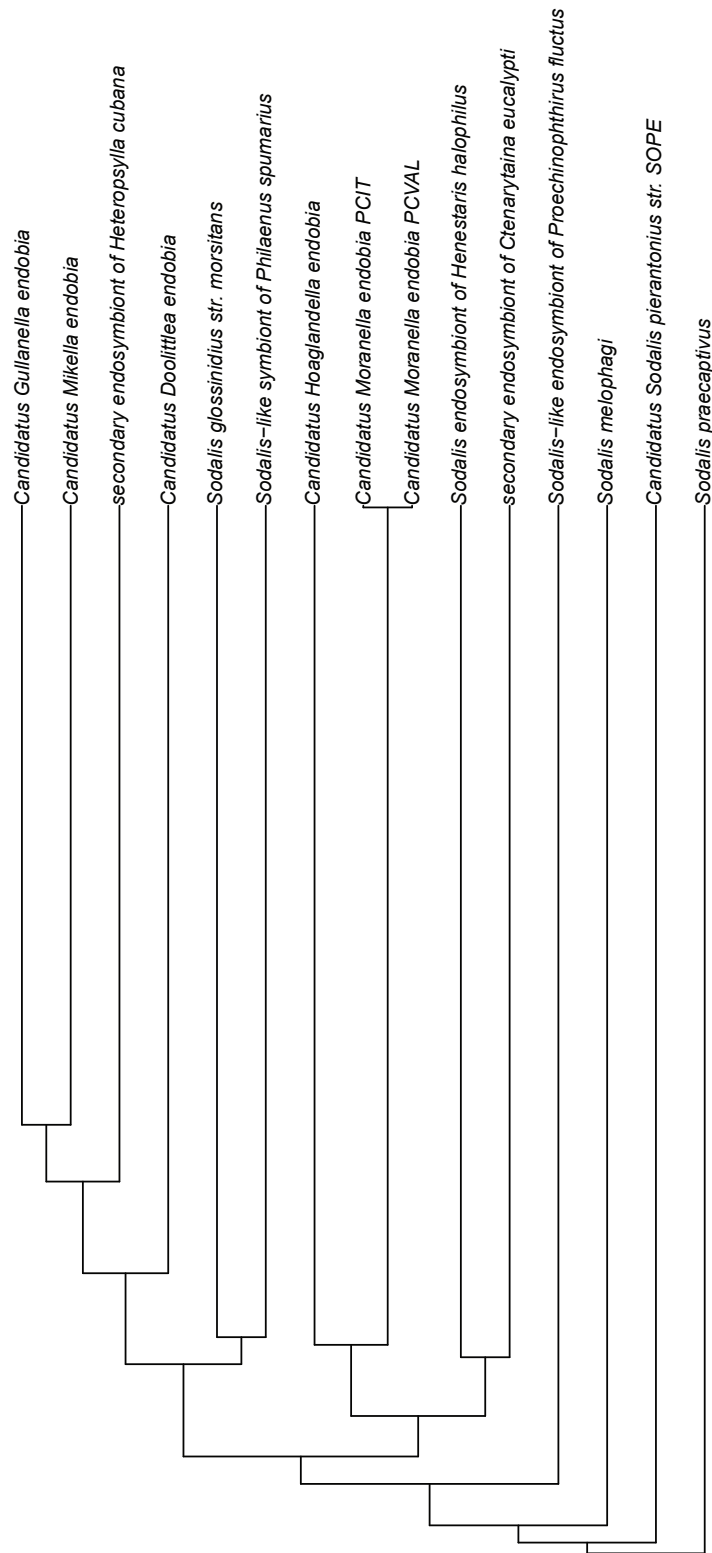 Candidatus Gullanella endobia
Candidatus Mikella endobia
secondary endosymbiont of Heteropsylla cubana
Candidatus Doolittlea endobia
Sodalis glossinidius str. morsitans
Sodalis−like symbiont of Philaenus spumarius
Candidatus Hoaglandella endobia
Candidatus Moranella endobia PCIT
Candidatus Moranella endobia PCVAL
Sodalis endosymbiont of Henestaris halophilus
secondary endosymbiont of Ctenarytaina eucalypti
Sodalis−like endosymbiont of Proechinophthirus fluctus
Sodalis melophagi
Candidatus Sodalis pierantonius str. SOPE
Sodalis praecaptivus